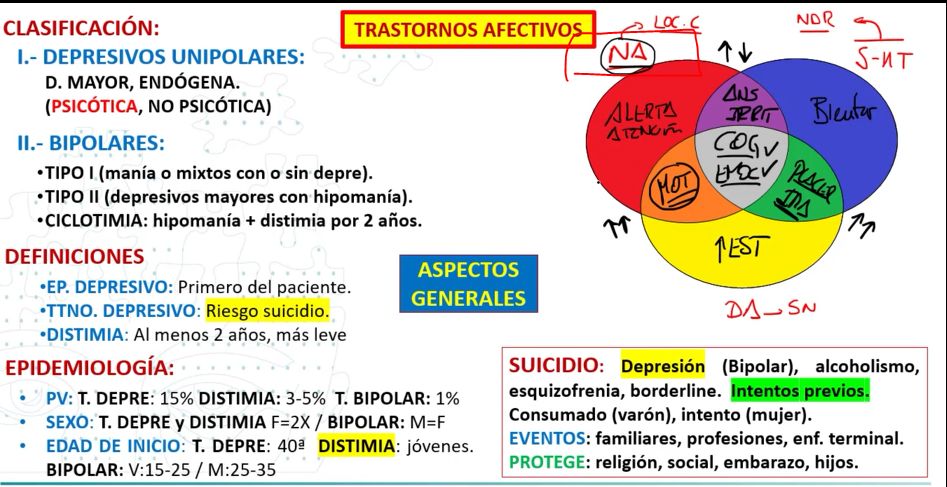 CLASIFICACIÓN:
TRASTORNOS AFECTIVOS
I.- DEPRESIVOS UNIPOLARES:
D. MAYOR, ENDÓGENA.
(PSICÓTICA, NO PSICÓTICA)
II.- BIPOLARES:
•TIPO I (manía o mixtos con o sin depre).
•TIPO II (depresivos mayores con hipomanía).
•CICLOTIMIA: hipomanía + distimia por 2 años.
DEFINICIONES
•EP. DEPRESIVO: Primero del paciente.
•TTNO. DEPRESIVO: Riesgo suicidio.
•DISTIMIA: Al menos 2 años, más leve
ASPECTOS
GENERALES
EPIDEMIOLOGÍA:
• PV: T. DEPRE: 15% DISTIMIA: 3-5% T. BIPOLAR: 1%
• SEXO: T. DEPRE y DISTIMIA F=2X / BIPOLAR: M=F
• EDAD DE INICIO: T. DEPRE: 40ª DISTIMIA: jóvenes.
BIPOLAR: V:15-25 / M:25-35
LOC. C
NA
NDR
5-HT
ALERTA
ATENCIÓN
ANS
IRRIT
Bienestar
COG
EMOC
MOT
PLACER
↑EST
DA → SN
SUICIDIO: Depresión (Bipolar), alcoholismo,
esquizofrenia, borderline. Intentos previos.
Consumado (varón), intento (mujer).
EVENTOS: familiares, profesiones, enf. terminal.
PROTEGE: religión, social, embarazo, hijos.